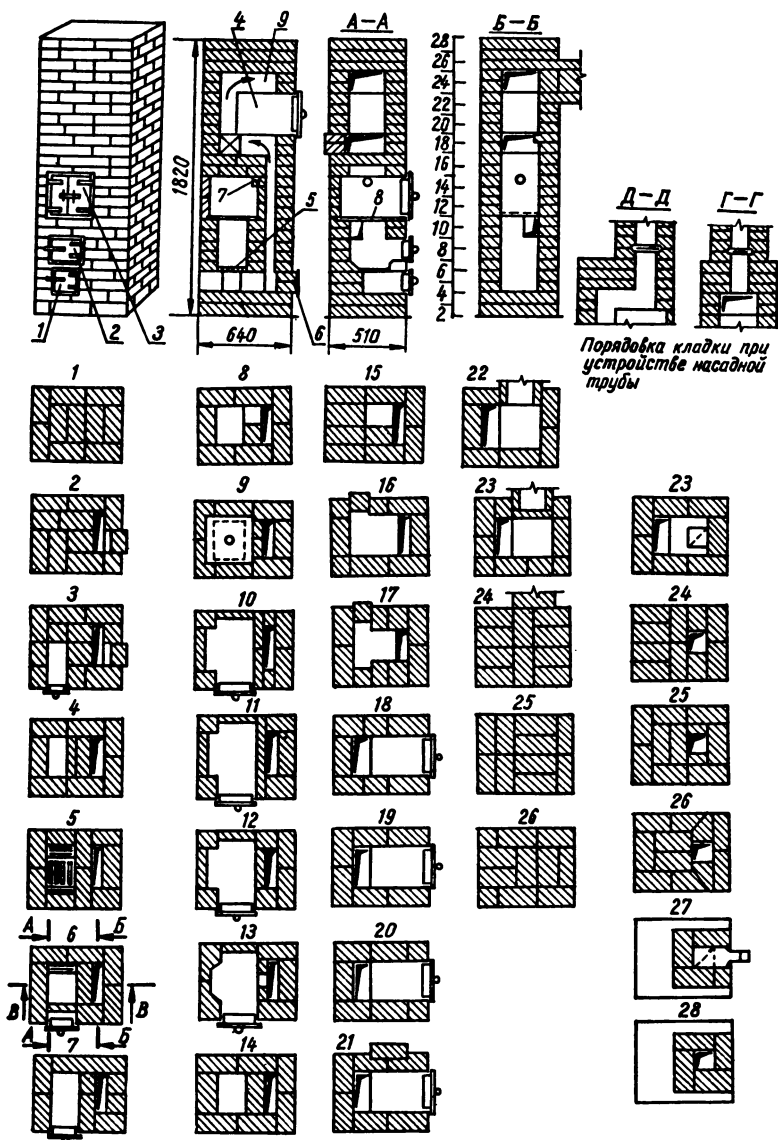 4 9 А–А Б–Б
28
26
24
22
20
18
16
14
12
10
8
6
4
2
1820
7 5 8
Д–Д Г–Г
1 2 3
640 6 510
Порядовка кладки при
устройстве насадной
трубы
1 8 15 22
2 9 16 23 23
3 10 17 24 24
4 11 18 25 25
5 12 19 26 26
А Б
6 13 20 27
В В
А Б
7 14 21 28